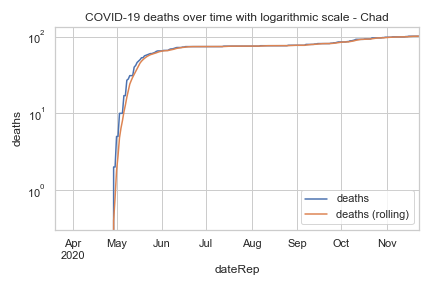 COVID-19 deaths over time with logarithmic scale - Chad
10²
10¹
10⁰
deaths
deaths
deaths (rolling)
Apr May Jun Jul Aug Sep Oct Nov
2020
dateRep